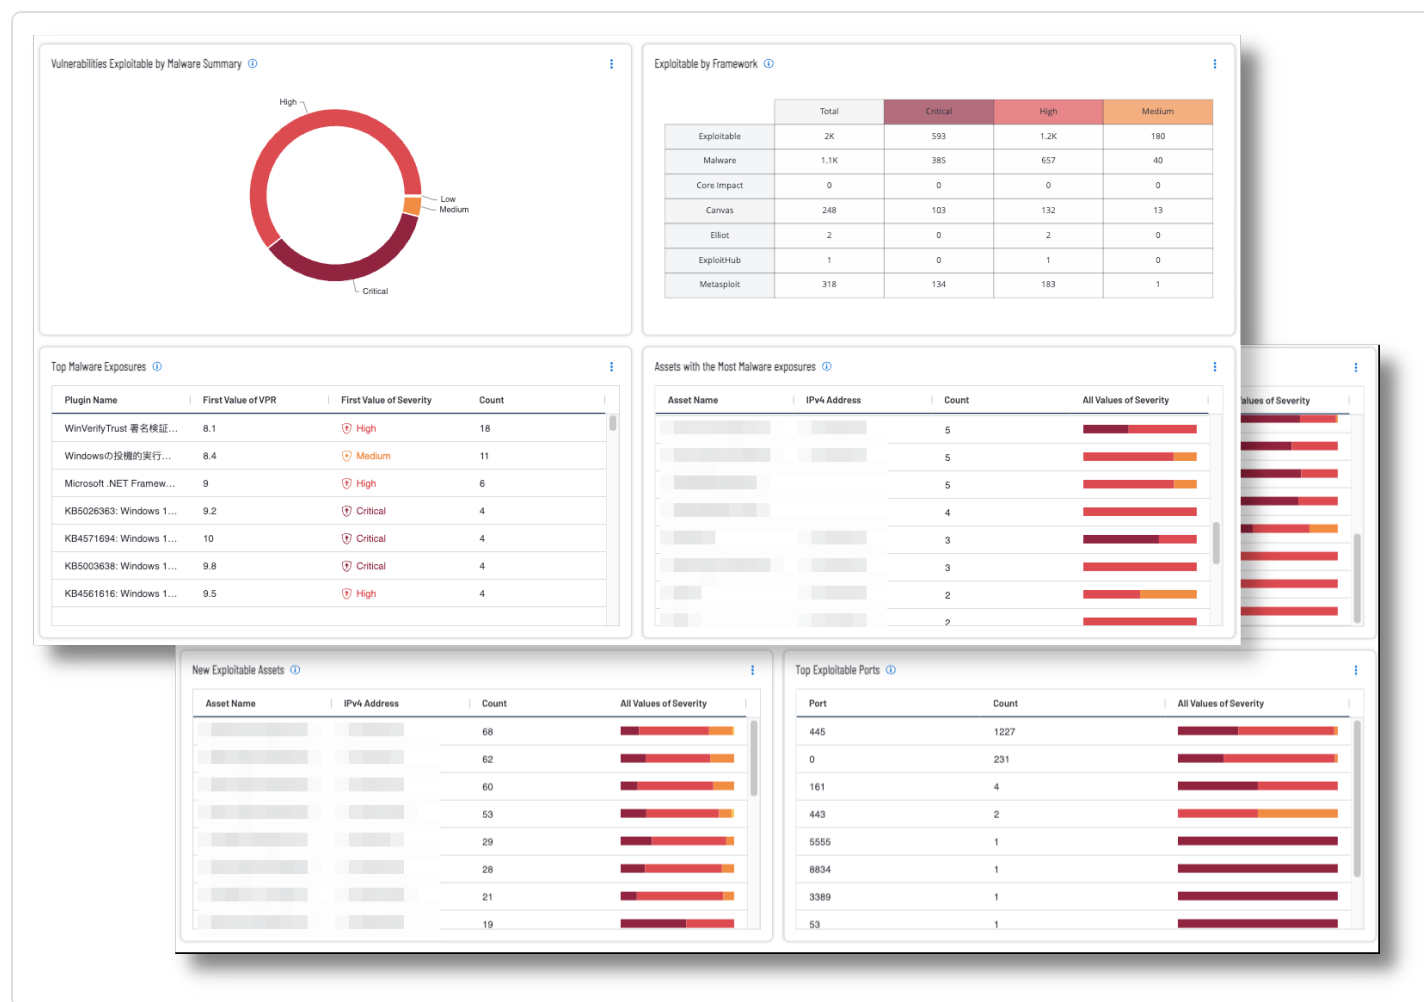 Vulnerabilities Exploitable by Malware Summary
High
Low
Medium
Critical
Exploitable by Framework
Total Critical High Medium
Exploitable 2K 593 1.2K 180
Malware 1.1K 385 657 40
Core Impact 0 0 0 0
Canvas 248 103 132 13
Elliot 2 0 2 0
ExploitHub 1 0 1 0
Metasploit 318 134 183 1
Top Malware Exposures
Plugin Name First Value of VPR First Value of Severity Count
WinVerifyTrust 署名検証... 8.1 High 18
Windowsの投機的実行... 8.4 Medium 11
Microsoft .NET Framew... 9 High 6
KB5026363: Windows 1... 9.2 Critical 4
KB4571694: Windows 1... 10 Critical 4
KB5003638: Windows 1... 9.8 Critical 4
KB4561616: Windows 1... 9.5 High 4
Assets with the Most Malware exposures
Asset Name IPv4 Address Count All Values of Severity
5
5
5
4
3
3
2
2
Values of Severity
New Exploitable Assets
Asset Name IPv4 Address Count All Values of Severity
68
62
60
53
29
28
21
19
Top Exploitable Ports
Port Count All Values of Severity
445 1227
0 231
161 4
443 2
5555 1
8834 1
3389 1
53 1